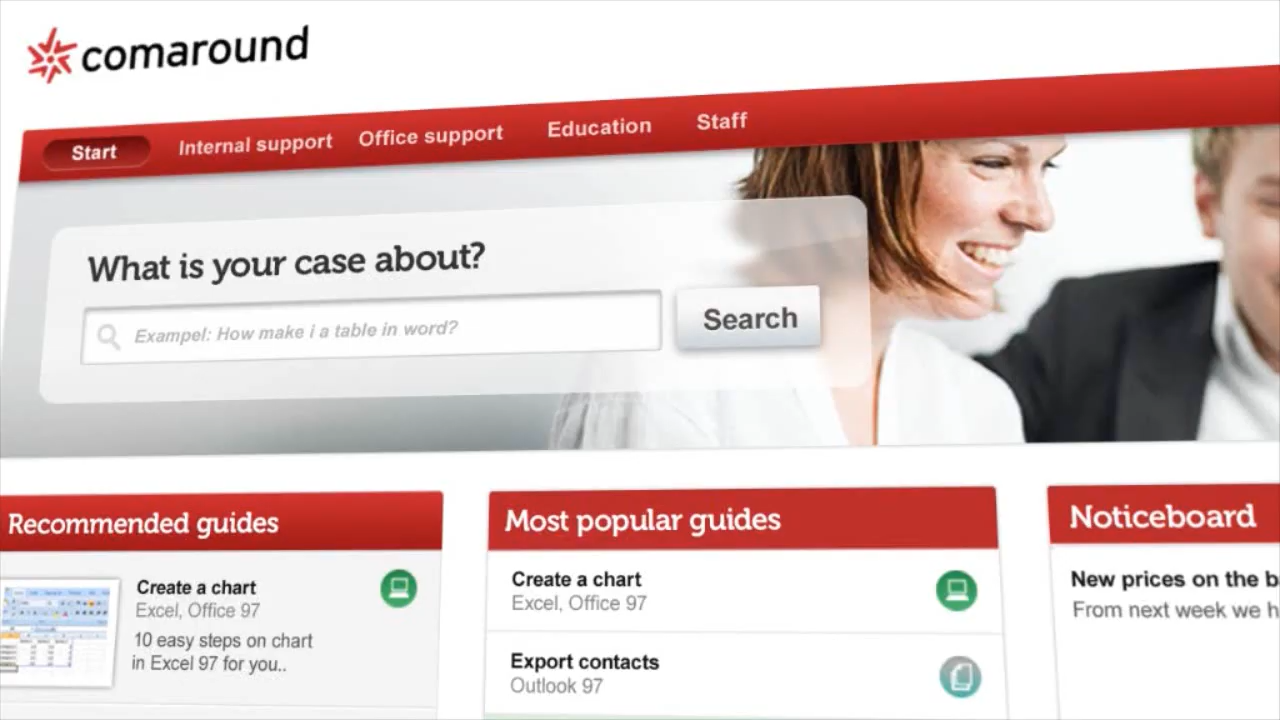 comaround
Start Internal support Office support Education Staff
What is your case about?
Exampel: How make i a table in word?
Search
Recommended guides
Create a chart
Excel, Office 97
10 easy steps on chart
in Excel 97 for you..
Most popular guides
Create a chart
Excel, Office 97
Export contacts
Outlook 97
Noticeboard
New prices on the
From next week we